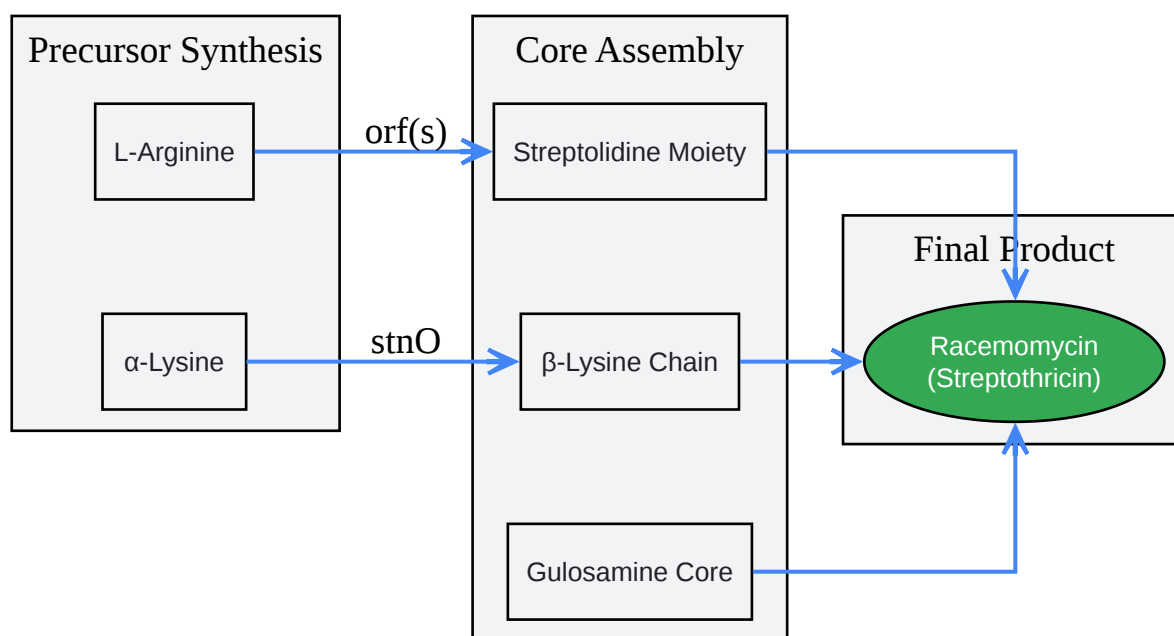 Precursor Synthesis
Core Assembly
L-Arginine
orf(s)
Streptolidine Moiety
Final Product
α-Lysine
stnO
β-Lysine Chain
Racemomycin
(Streptothricin)
Gulosamine Core